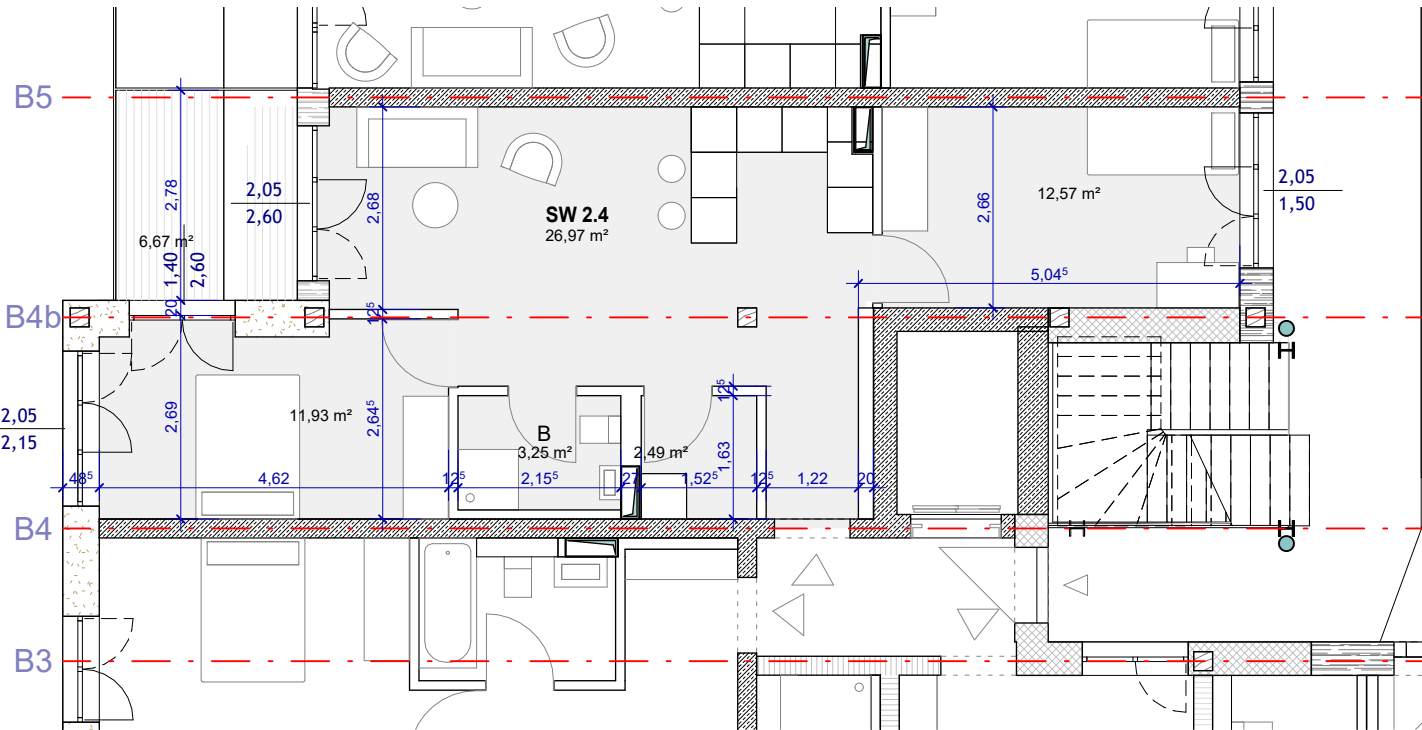 B5
2,78
2,05
2,60
2,68
SW 2.4
26,97 m²
2,66
12,57 m²
2,05
1,50
6,67 m²
1,40
2,60
5,04⁵
20
B4b
12⁵
2,05
2,15
2,69
11,93 m²
2,64⁵
12⁵
B
3,25 m²
2,49 m²
1,63
48⁵
4,62
12⁵
2,15⁵
27
1,52⁵
12⁵
1,22
20
B4
B3